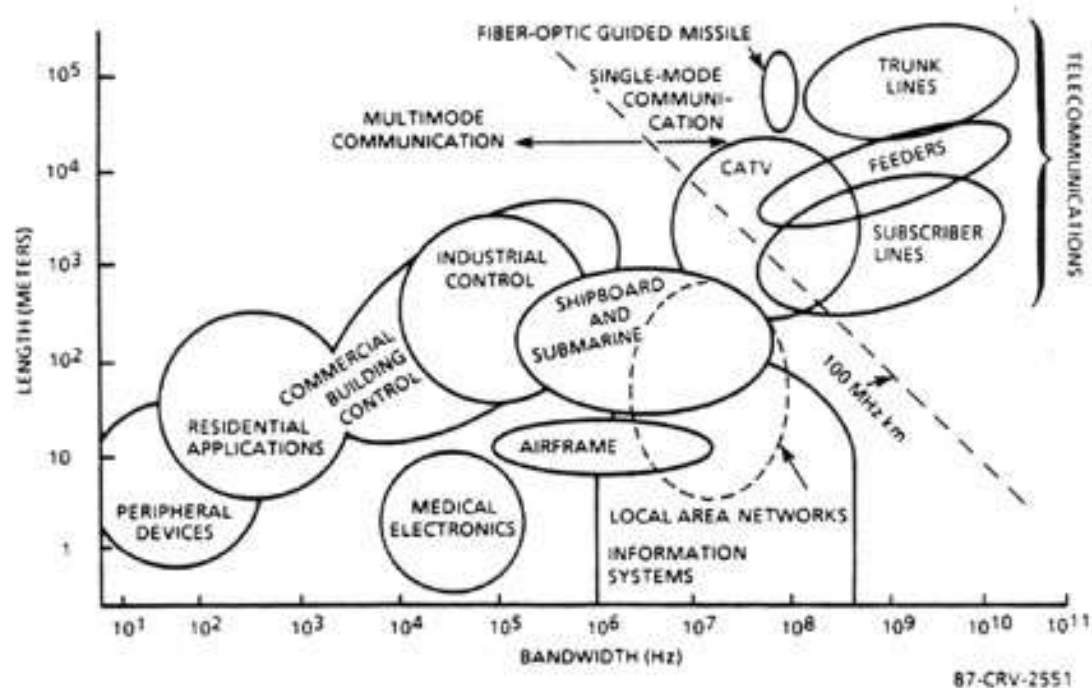 FIBER-OPTIC GUIDED MISSILE
SINGLE-MODE
COMMUNI-
CATION
MULTIMODE
COMMUNICATION
TRUNK
LINES
CATV
FEEDERS
SUBSCRIBER
LINES
TELECOMMUNICATIONS
INDUSTRIAL
CONTROL
SHIPBOARD
AND
SUBMARINE
COMMERCIAL
BUILDING
CONTROL
100 MHz km
RESIDENTIAL
APPLICATIONS
AIRFRAME
PERIPHERAL
DEVICES
MEDICAL
ELECTRONICS
LOCAL AREA NETWORKS
INFORMATION
SYSTEMS
LENGTH (METERS)
10⁵
10⁴
10³
10²
10
1
10¹ 10² 10³ 10⁴ 10⁵ 10⁶ 10⁷ 10⁸ 10⁹ 10¹⁰ 10¹¹
BANDWIDTH (Hz)
87-CRV-2551